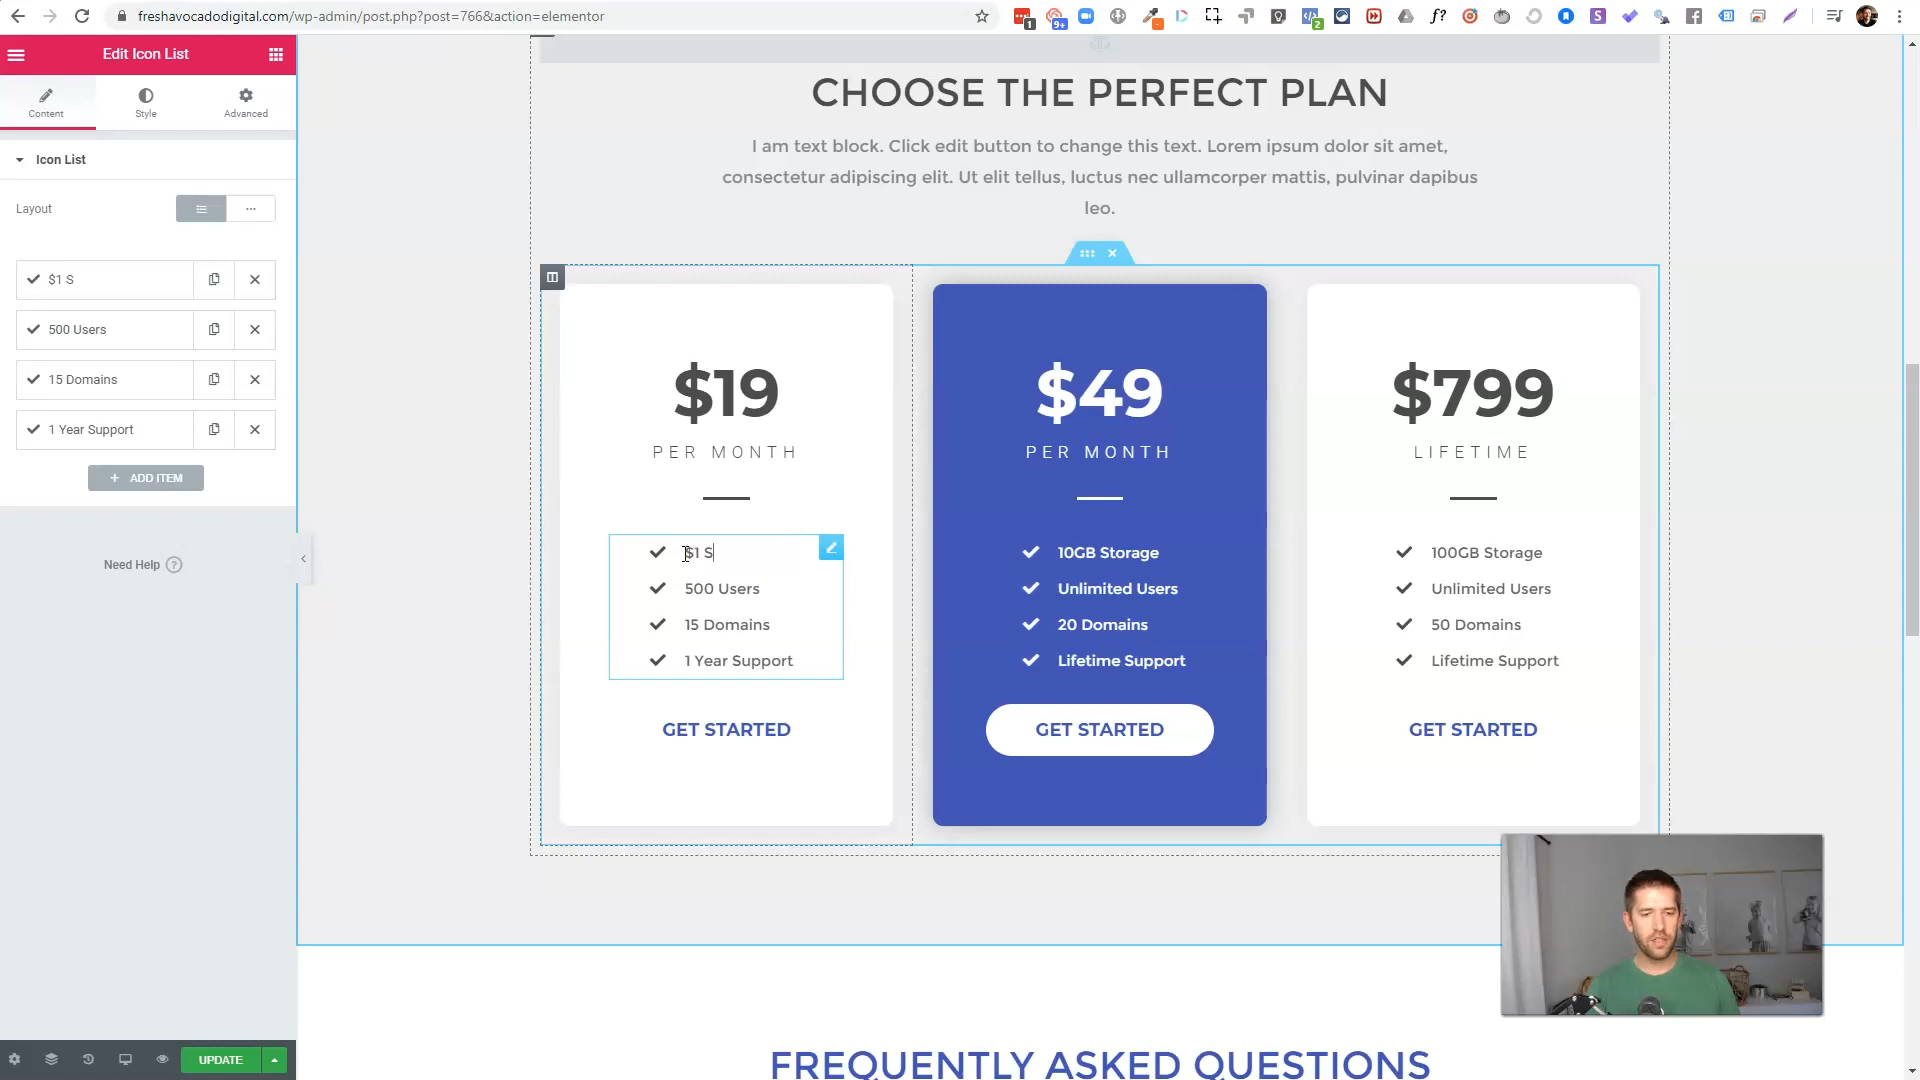 freshavocadodigital.com/wp-admin/post.php?post=766&action=elementor
1
9+
2
f?
S
Edit Icon List
Content
Style
Advanced
Icon List
Layout
$1 S
500 Users
15 Domains
1 Year Support
+ ADD ITEM
Need Help ?
UPDATE
CHOOSE THE PERFECT PLAN
I am text block. Click edit button to change this text. Lorem ipsum dolor sit amet,
consectetur adipiscing elit. Ut elit tellus, luctus nec ullamcorper mattis, pulvinar dapibus
leo.
$19
PER MONTH
$1 S
500 Users
15 Domains
1 Year Support
GET STARTED
$49
PER MONTH
10GB Storage
Unlimited Users
20 Domains
Lifetime Support
GET STARTED
$799
LIFETIME
100GB Storage
Unlimited Users
50 Domains
Lifetime Support
GET STARTED
FREQUENTLY ASKED QUESTIONS